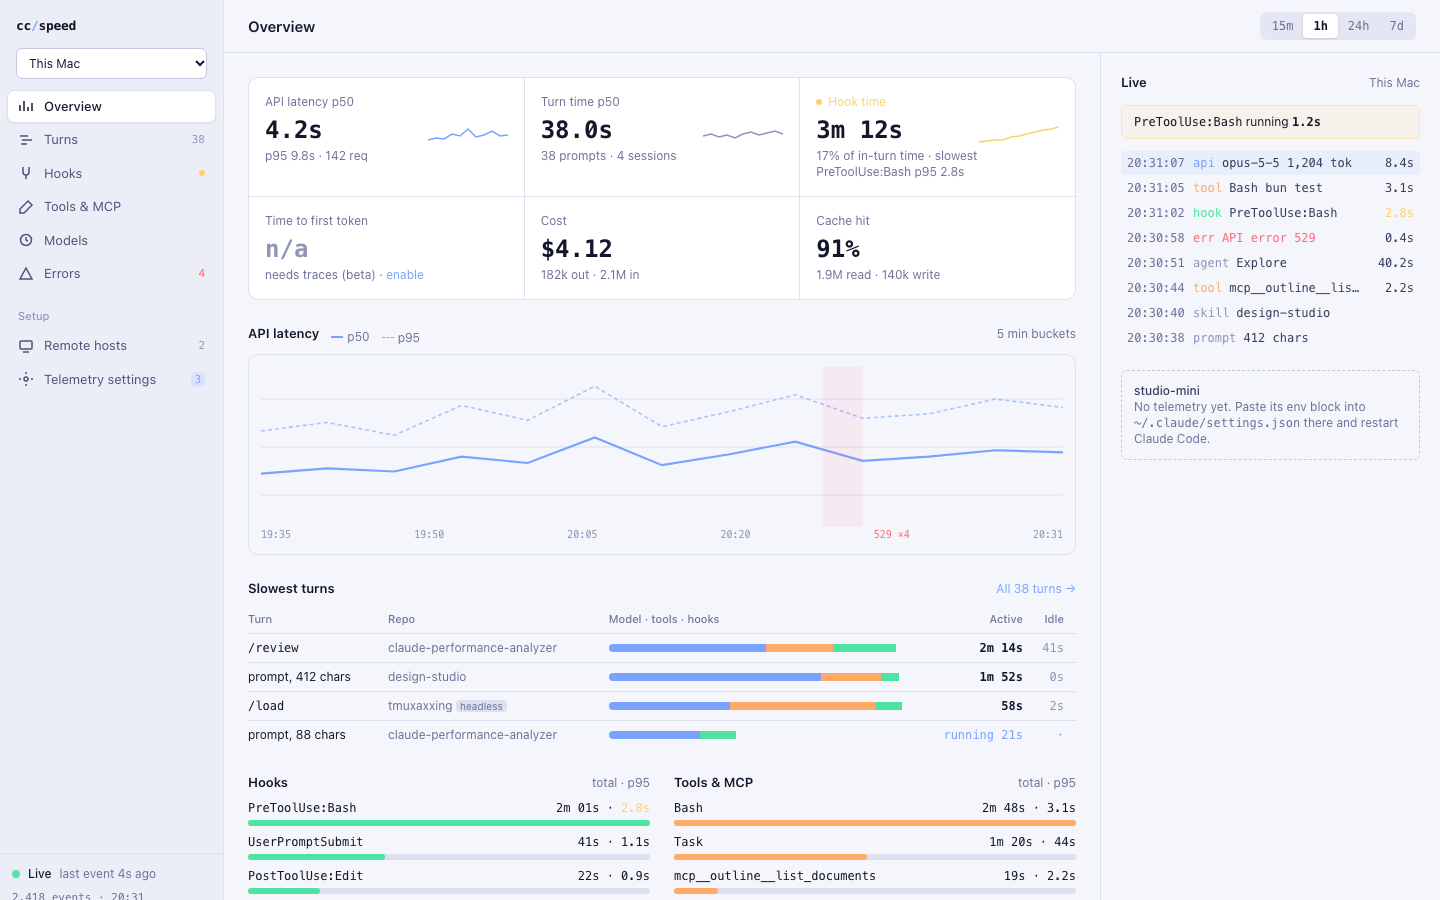 cc/speed
This Mac
Overview
Turns 38
Hooks
Tools & MCP
Models
Errors 4
Setup
Remote hosts 2
Telemetry settings 3
Live last event 4s ago
2,418 events · 20:31
Overview
15m 1h 24h 7d
API latency p50
4.2s
p95 9.8s · 142 req
Turn time p50
38.0s
38 prompts · 4 sessions
Hook time
3m 12s
17% of in-turn time · slowest
PreToolUse:Bash p95 2.8s
Time to first token
n/a
needs traces (beta) · enable
Cost
$4.12
182k out · 2.1M in
Cache hit
91%
1.9M read · 140k write
API latency p50 p95 5 min buckets
19:35 19:50 20:05 20:20 529 ×4 20:31
Slowest turns All 38 turns →
Turn Repo Model · tools · hooks Active Idle
/review claude-performance-analyzer 2m 14s 41s
prompt, 412 chars design-studio 1m 52s 0s
/load tmuxaxxing headless 58s 2s
prompt, 88 chars claude-performance-analyzer running 21s ·
Hooks total · p95
PreToolUse:Bash 2m 01s · 2.8s
UserPromptSubmit 41s · 1.1s
PostToolUse:Edit 22s · 0.9s
Tools & MCP total · p95
Bash 2m 48s · 3.1s
Task 1m 20s · 44s
mcp__outline__list_documents 19s · 2.2s
Live This Mac
PreToolUse:Bash running 1.2s
20:31:07 api opus-5-5 1,204 tok 8.4s
20:31:05 tool Bash bun test 3.1s
20:31:02 hook PreToolUse:Bash 2.8s
20:30:58 err API error 529 0.4s
20:30:51 agent Explore 40.2s
20:30:44 tool mcp__outline__lis… 2.2s
20:30:40 skill design-studio
20:30:38 prompt 412 chars
studio-mini
No telemetry yet. Paste its env block into
~/.claude/settings.json there and restart
Claude Code.